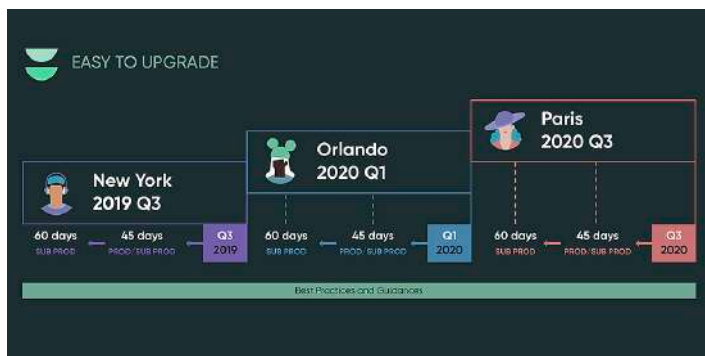 EASY TO UPGRADE
Paris
2020 Q3
Orlando
2020 Q1
New York
2019 Q3
60 days
SUB PROD
45 days
PROD/SUB PROD
Q3
2019
60 days
SUB PROD
45 days
PROD/SUB PROD
Q1
2020
60 days
SUB PROD
45 days
PROD/SUB PROD
Q3
2020
Best Practices and Guidances